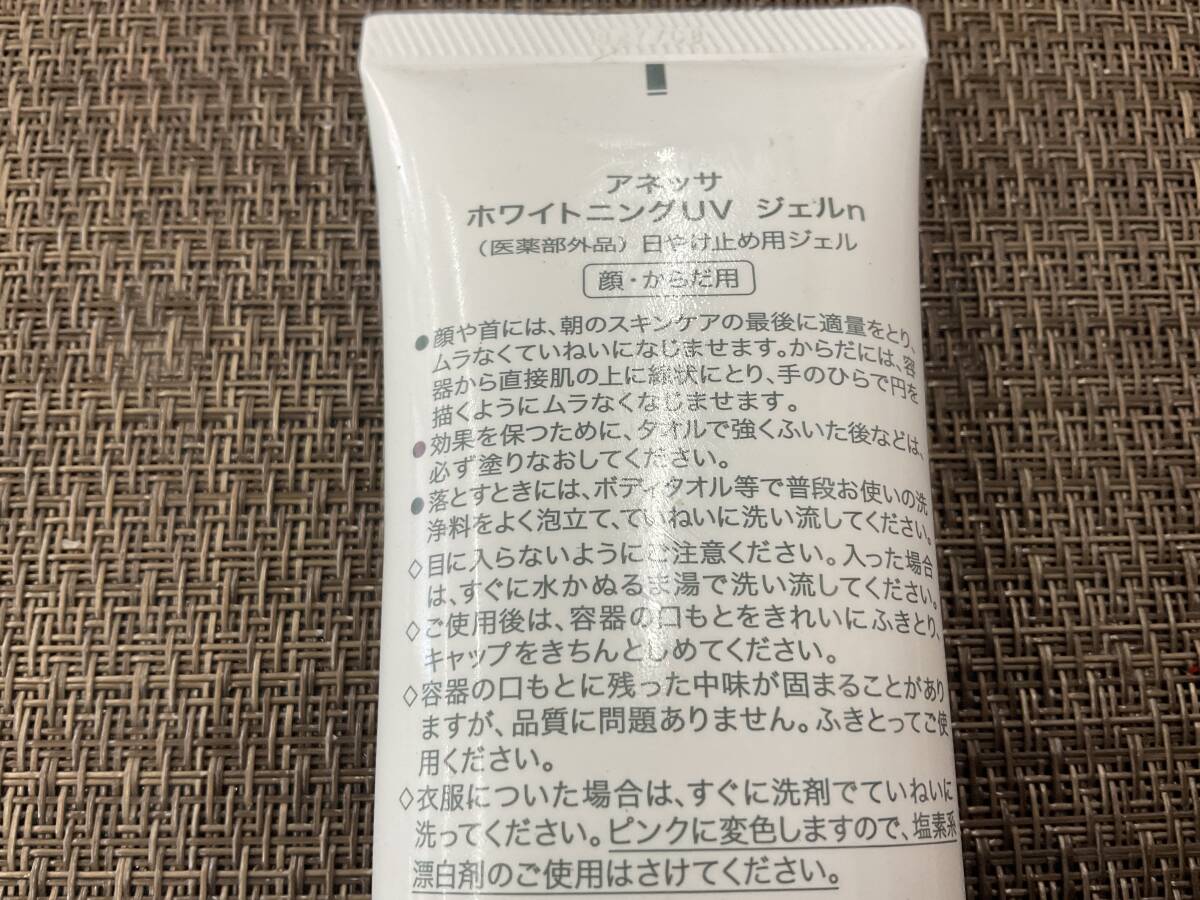 アネッサ
ホワイトニングUV ジェルn
(医薬部外品)日やけ止め用ジェル
顔・からだ用
●顔や首には、朝のスキンケアの最後に適量をとり、
ムラなくていねいになじませます。からだには、容
器から直接肌の上に線状にとり、手のひらで円を
描くようにムラなくなじませます。
●効果を保つために、タオルで強くふいた後などは、
必ず塗りなおしてください。
●落とすときには、ボディタオル等で普段お使いの洗
浄料をよく泡立て、ていねいに洗い流してください。
◇目に入らないようにご注意ください。入った場合
は、すぐに水かぬるま湯で洗い流してください。
◇ご使用後は、容器の口もとをきれいにふきとり、
キャップをきちんとしめてください。
◇容器の口もとに残った中味が固まることがあり
ますが、品質に問題ありません。ふきとってご使
用ください。
◇衣服についた場合は、すぐに洗剤でていねいに
洗ってください。ピンクに変色しますので、塩素系
漂白剤のご使用はさけてください。